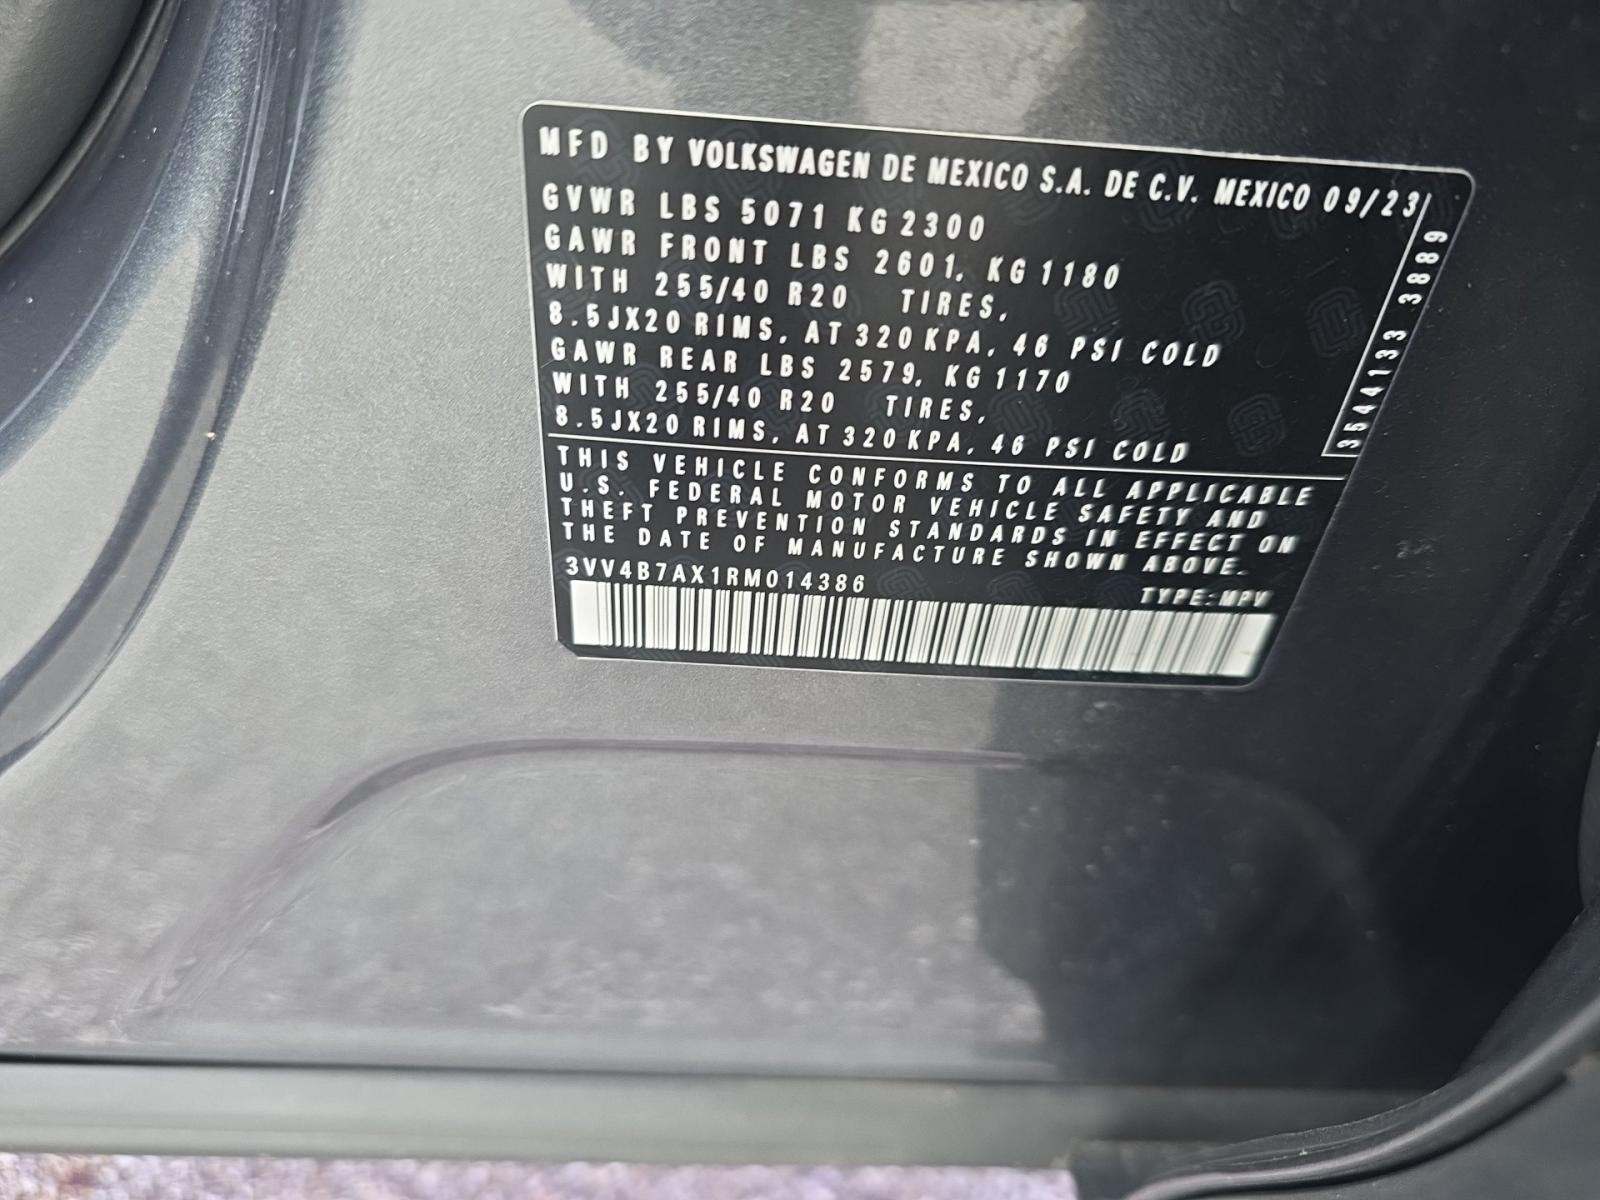 MFD BY VOLKSWAGEN DE MEXICO S.A. DE C.V. MEXICO 09/23
GVWR LBS 5071 KG 2300
GAWR FRONT LBS 2601, KG 1180
WITH 255/40 R20 TIRES,
8.5JX20 RIMS, AT 320 KPA, 46 PSI COLD
GAWR REAR LBS 2579, KG 1170
WITH 255/40 R20 TIRES,
8.5JX20 RIMS, AT 320 KPA, 46 PSI COLD
3544133 3889
THIS VEHICLE CONFORMS TO ALL APPLICABLE
U.S. FEDERAL MOTOR VEHICLE SAFETY AND
THEFT PREVENTION STANDARDS IN EFFECT ON
THE DATE OF MANUFACTURE SHOWN ABOVE.
3VV4B7AX1RM014386 TYPE:MPV